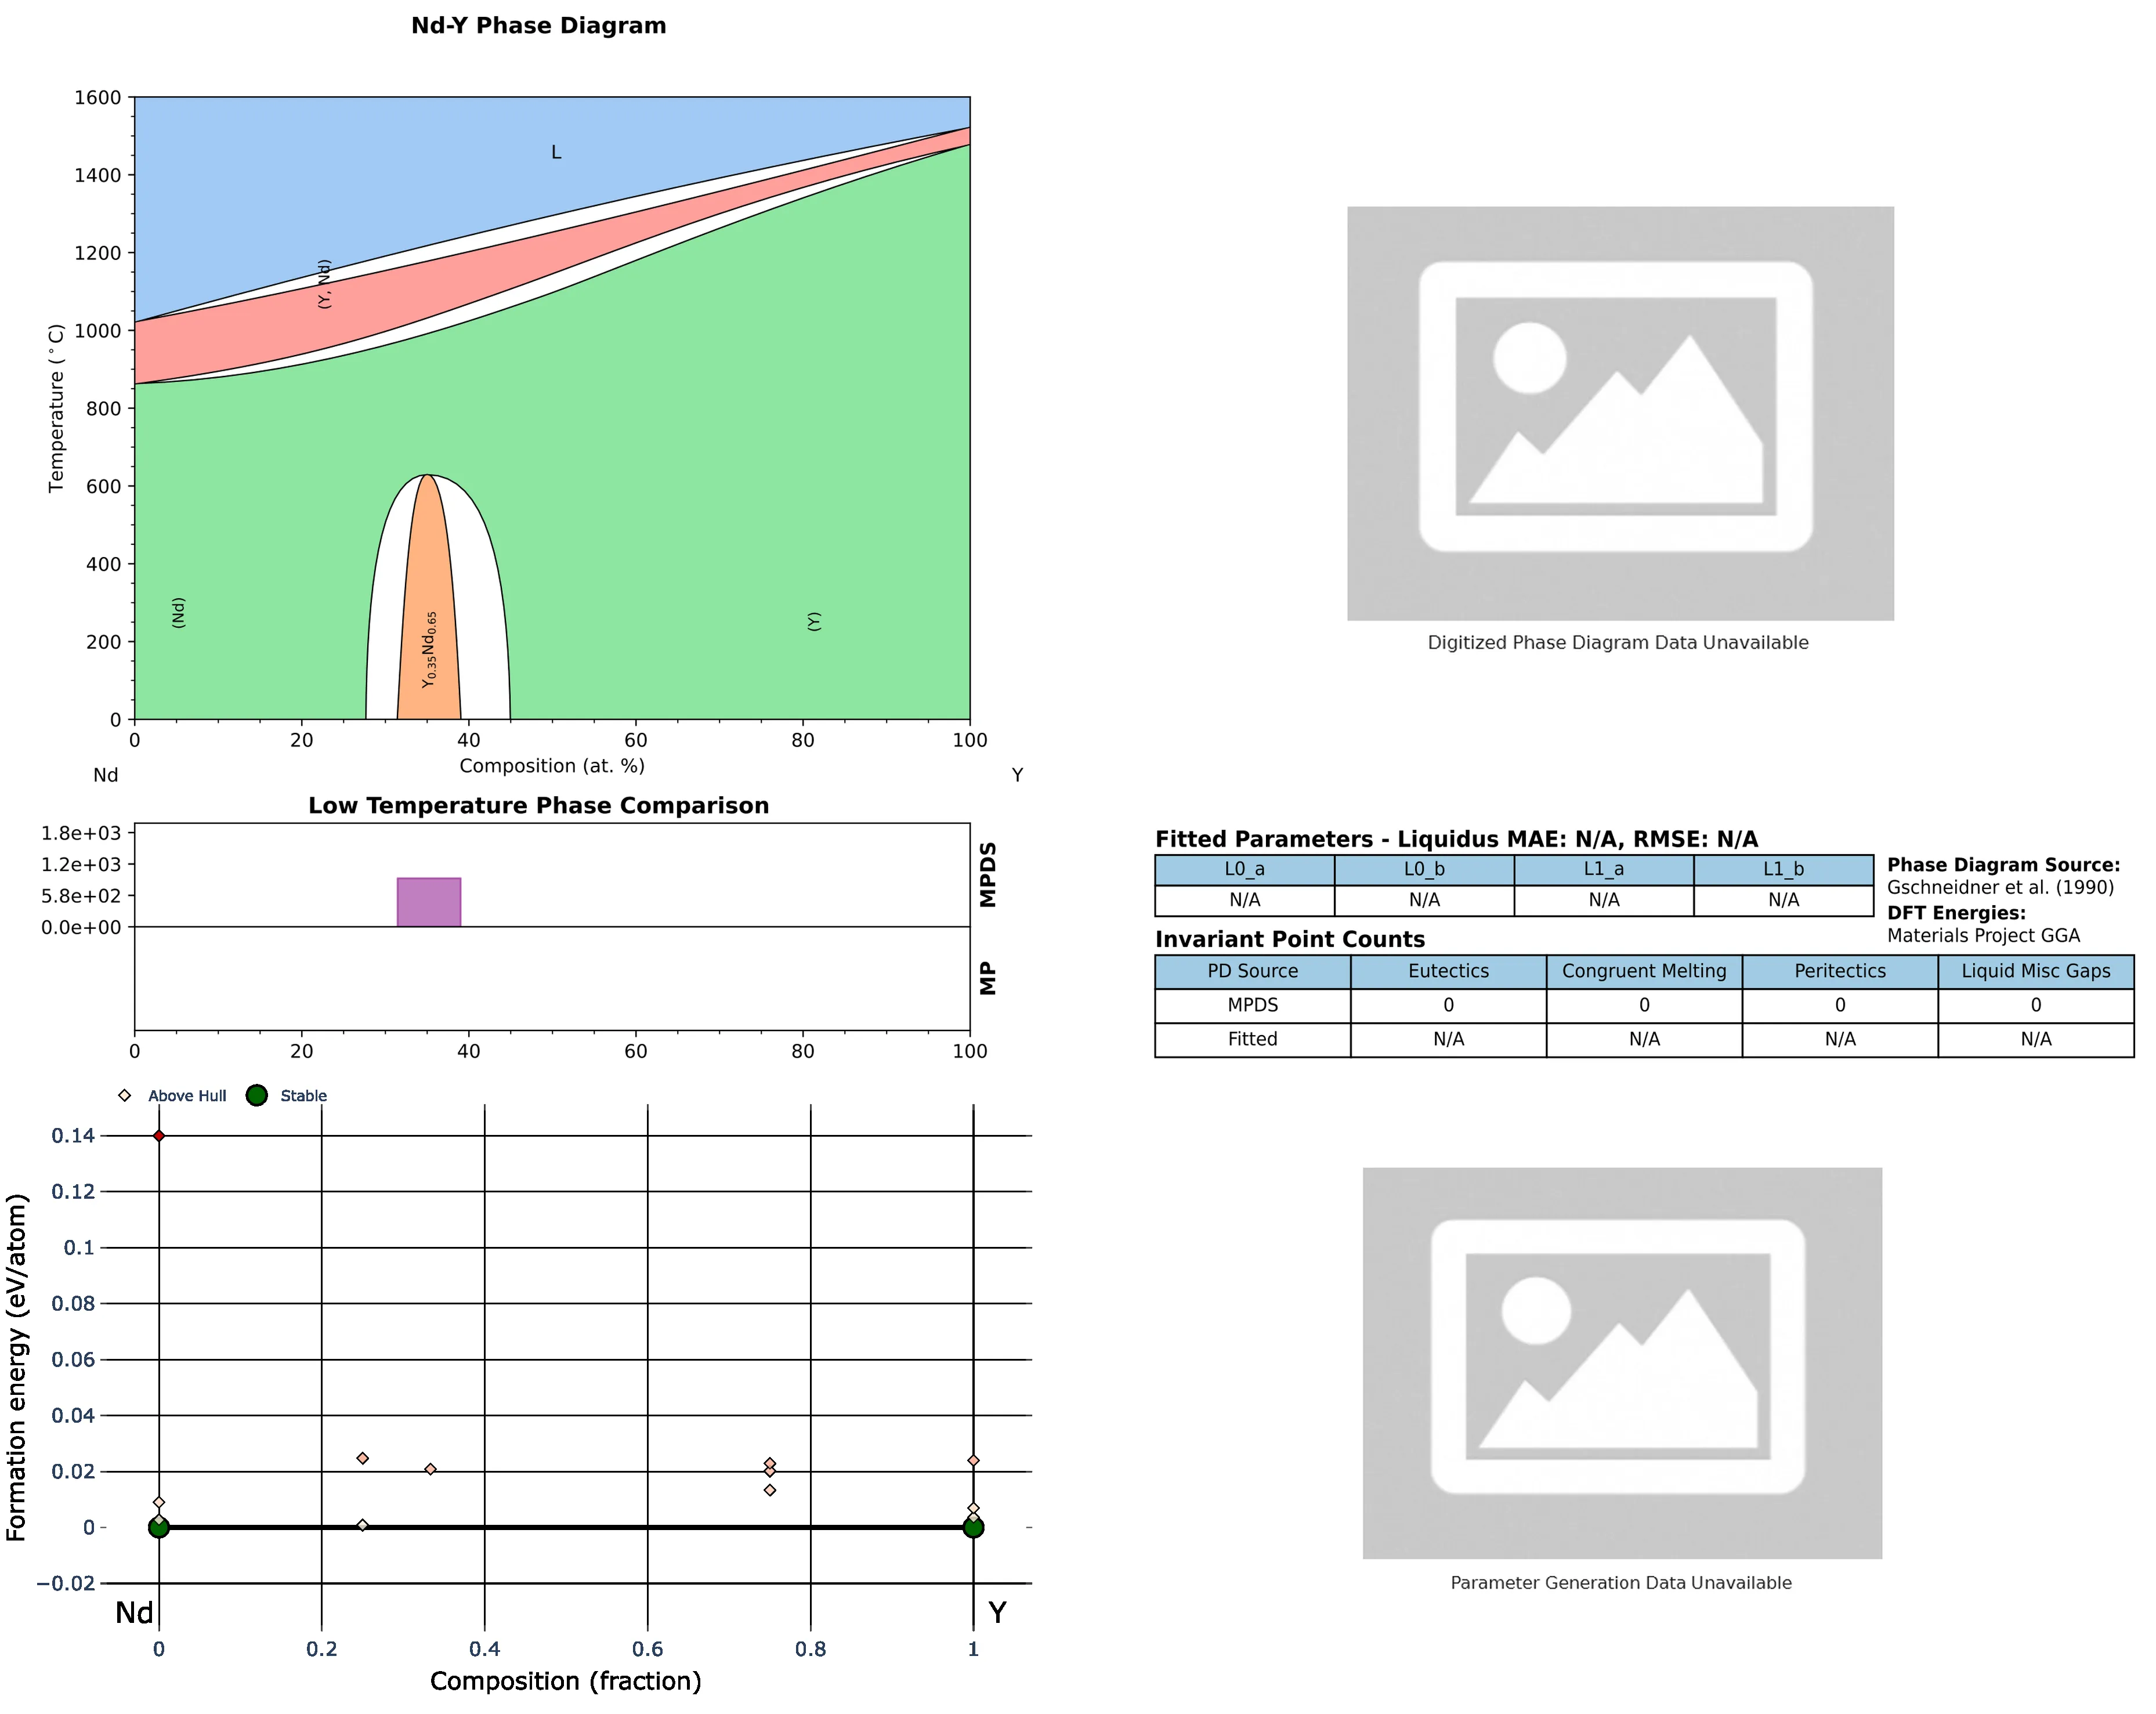 Nd-Y Phase Diagram
1600
1400
1200
1000
800
600
400
200
0
Temperature (°C)
L
(Y, Nd)
(Nd)
Y0.35Nd0.65
(Y)
0 20 40 60 80 100
Nd Composition (at. %) Y
Digitized Phase Diagram Data Unavailable
Low Temperature Phase Comparison
1.8e+03
1.2e+03
5.8e+02
0.0e+00
MPDS
MP
0 20 40 60 80 100
Fitted Parameters - Liquidus MAE: N/A, RMSE: N/A
L0_a L0_b L1_a L1_b
N/A N/A N/A N/A
Phase Diagram Source:
Gschneidner et al. (1990)
DFT Energies:
Materials Project GGA
Invariant Point Counts
PD Source Eutectics Congruent Melting Peritectics Liquid Misc Gaps
MPDS 0 0 0 0
Fitted N/A N/A N/A N/A
Above Hull Stable
0.14
0.12
0.1
0.08
0.06
0.04
0.02
0
−0.02
Formation energy (eV/atom)
Nd Y
0 0.2 0.4 0.6 0.8 1
Composition (fraction)
Parameter Generation Data Unavailable